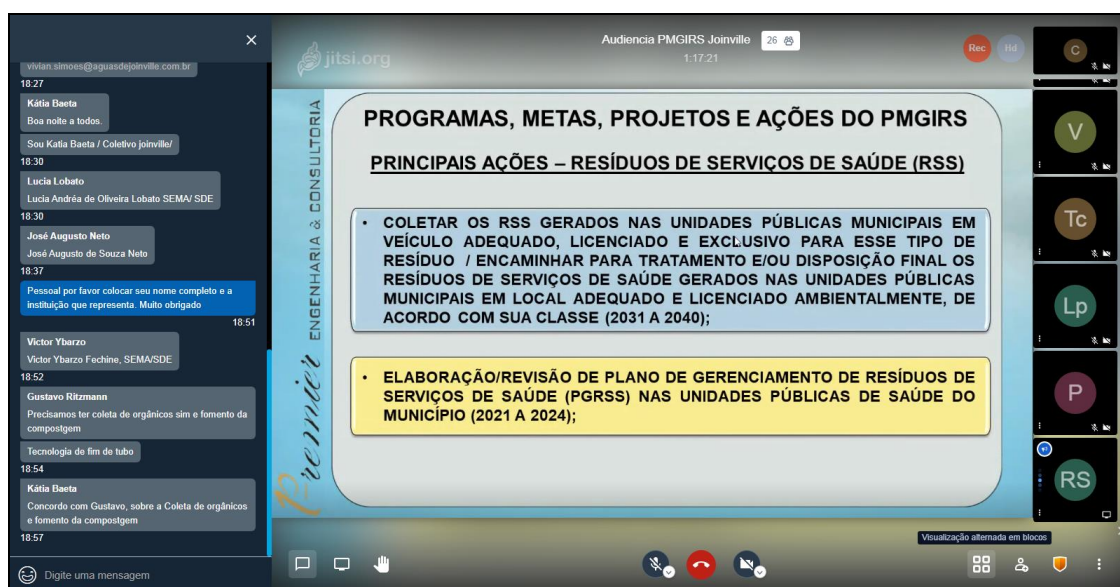 vivian.simoes@aguasdejoinville.com.br
18:27
Kátia Baeta
Boa noite a todos.
Sou Katia Baeta / Coletivo joinville/
18:30
Lucia Lobato
Lucia Andréa de Oliveira Lobato SEMA/ SDE
18:30
José Augusto Neto
José Augusto de Souza Neto
18:37
Pessoal por favor colocar seu nome completo e a
instituição que representa. Muito obrigado
18:51
Victor Ybarzo
Victor Ybarzo Fechine, SEMA/SDE
18:52
Gustavo Ritzmann
Precisamos ter coleta de orgânicos sim e fomento da
compostgem
Tecnologia de fim de tubo
18:54
Kátia Baeta
Concordo com Gustavo, sobre a Coleta de orgânicos
e fomento da compostgem
18:57
Digite uma mensagem
jitsi.org
Audiencia PMGIRS Joinville 26
1:17:21
Rec
Hd
Premier ENGENHARIA & CONSULTORIA
PROGRAMAS, METAS, PROJETOS E AÇÕES DO PMGIRS
PRINCIPAIS AÇÕES – RESÍDUOS DE SERVIÇOS DE SAÚDE (RSS)
• COLETAR OS RSS GERADOS NAS UNIDADES PÚBLICAS MUNICIPAIS EM
VEÍCULO ADEQUADO, LICENCIADO E EXCLUSIVO PARA ESSE TIPO DE
RESÍDUO / ENCAMINHAR PARA TRATAMENTO E/OU DISPOSIÇÃO FINAL OS
RESÍDUOS DE SERVIÇOS DE SAÚDE GERADOS NAS UNIDADES PÚBLICAS
MUNICIPAIS EM LOCAL ADEQUADO E LICENCIADO AMBIENTALMENTE, DE
ACORDO COM SUA CLASSE (2031 A 2040);
• ELABORAÇÃO/REVISÃO DE PLANO DE GERENCIAMENTO DE RESÍDUOS DE
SERVIÇOS DE SAÚDE (PGRSS) NAS UNIDADES PÚBLICAS DE SAÚDE DO
MUNICÍPIO (2021 A 2024);
C
V
Tc
Lp
P
RS
Visualização alternada em blocos